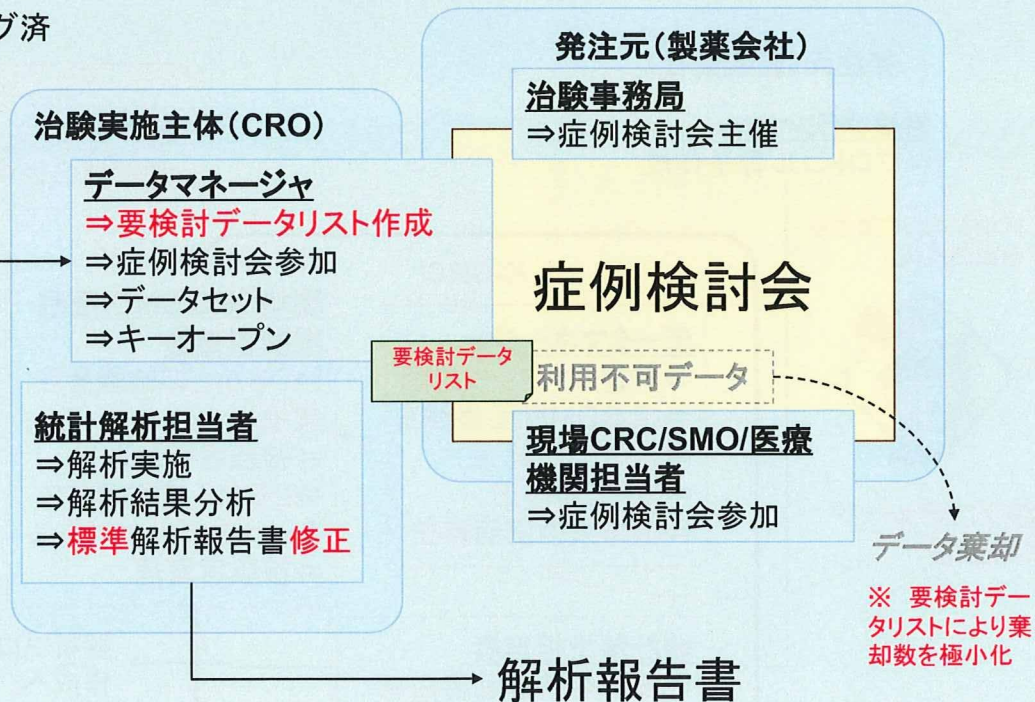 グ済
発注元(製薬会社)
治験事務局
⇒症例検討会主催
治験実施主体(CRO)
データマネージャ
⇒要検討データリスト作成
⇒症例検討会参加
⇒データセット
⇒キーオープン
症例検討会
要検討データ
リスト
利用不可データ
統計解析担当者
⇒解析実施
⇒解析結果分析
⇒標準解析報告書修正
現場CRC/SMO/医療
機関担当者
⇒症例検討会参加
データ棄却
※ 要検討デー
タリストにより棄
却数を極小化
解析報告書